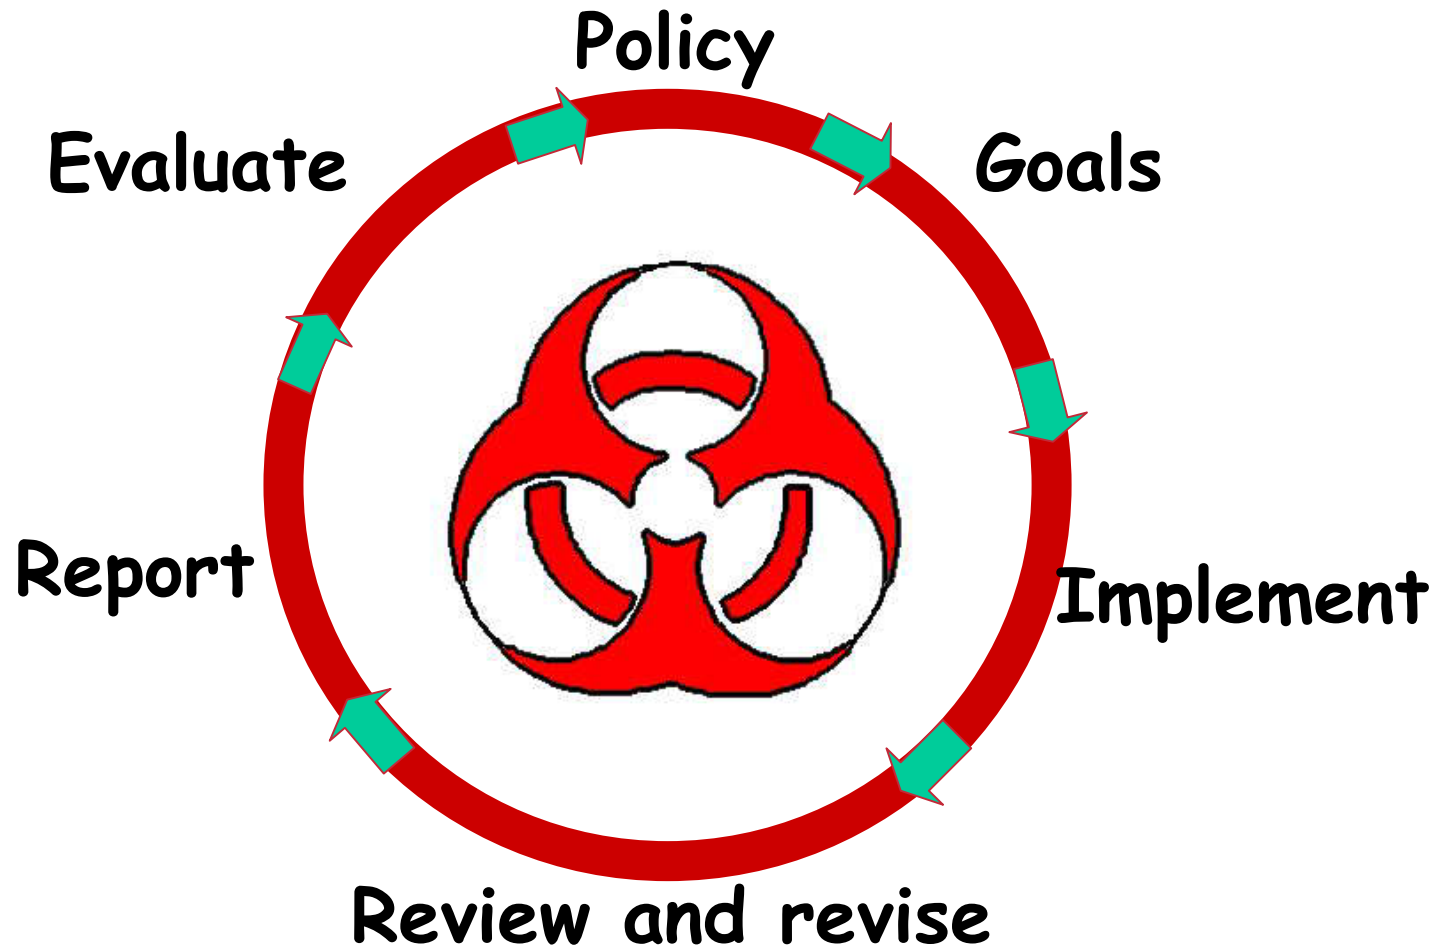 Policy
Goals
Implement
Review and revise
Report
Evaluate